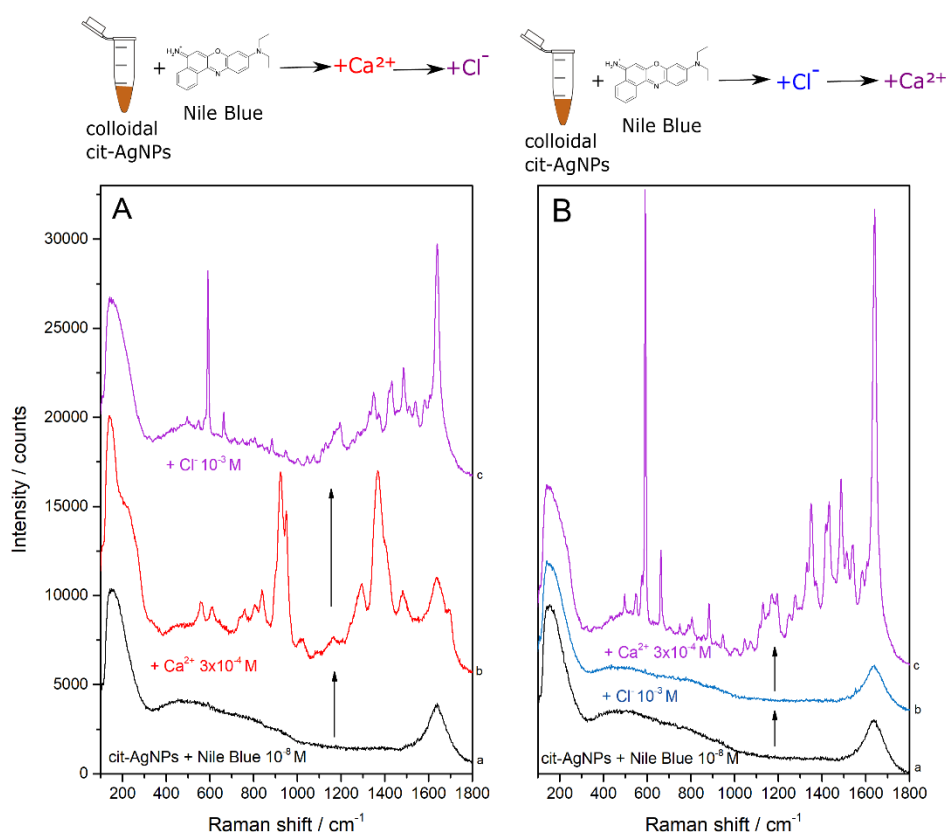 H₂N⁺ O N N
+ +Ca²⁺ +Cl⁻
colloidal
cit-AgNPs
Nile Blue
H₂N⁺ O N N
+ +Cl⁻ +Ca²⁺
colloidal
cit-AgNPs
Nile Blue
A
Intensity / counts
30000
25000
20000
15000
10000
5000
0
+ Cl⁻ 10⁻³ M
c
+ Ca²⁺ 3x10⁻⁴ M
b
cit-AgNPs + Nile Blue 10⁻⁸ M
a
200 400 600 800 1000 1200 1400 1600 1800
Raman shift / cm⁻¹
B
+ Ca²⁺ 3x10⁻⁴ M
c
+ Cl⁻ 10⁻³ M
b
cit-AgNPs + Nile Blue 10⁻⁸ M
a
200 400 600 800 1000 1200 1400 1600 1800
Raman shift / cm⁻¹